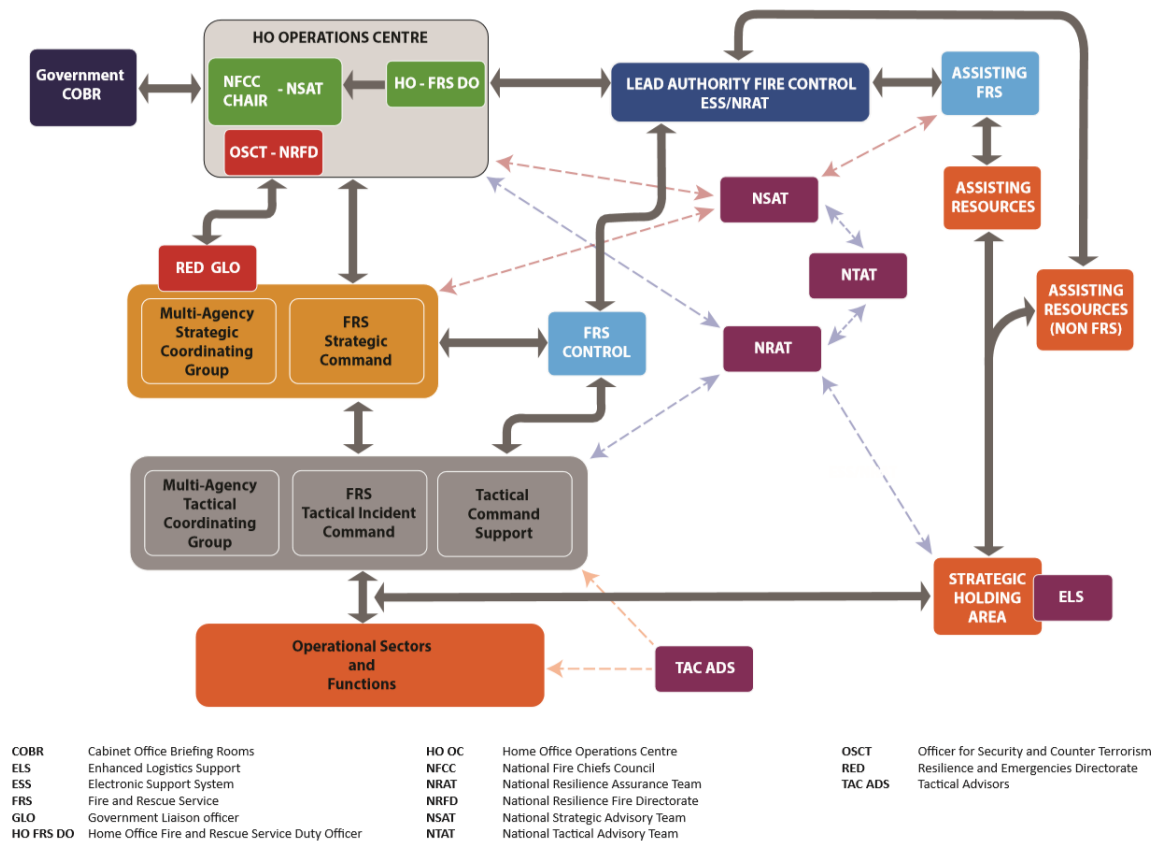 HO OPERATIONS CENTRE
Government
COBR
NFCC
CHAIR - NSAT
HO - FRS DO
OSCT - NRFD
LEAD AUTHORITY FIRE CONTROL
ESS/NRAT
ASSISTING
FRS
ASSISTING
RESOURCES
NSAT
NTAT
RED GLO
Multi-Agency
Strategic
Coordinating
Group
FRS
Strategic
Command
FRS
CONTROL
NRAT
ASSISTING
RESOURCES
(NON FRS)
Multi-Agency
Tactical
Coordinating
Group
FRS
Tactical Incident
Command
Tactical
Command
Support
STRATEGIC
HOLDING
AREA
ELS
Operational Sectors
and
Functions
TAC ADS
COBR Cabinet Office Briefing Rooms
ELS Enhanced Logistics Support
ESS Electronic Support System
FRS Fire and Rescue Service
GLO Government Liaison officer
HO FRS DO Home Office Fire and Rescue Service Duty Officer
HO OC Home Office Operations Centre
NFCC National Fire Chiefs Council
NRAT National Resilience Assurance Team
NRFD National Resilience Fire Directorate
NSAT National Strategic Advisory Team
NTAT National Tactical Advisory Team
OSCT Officer for Security and Counter Terrorism
RED Resilience and Emergencies Directorate
TAC ADS Tactical Advisors